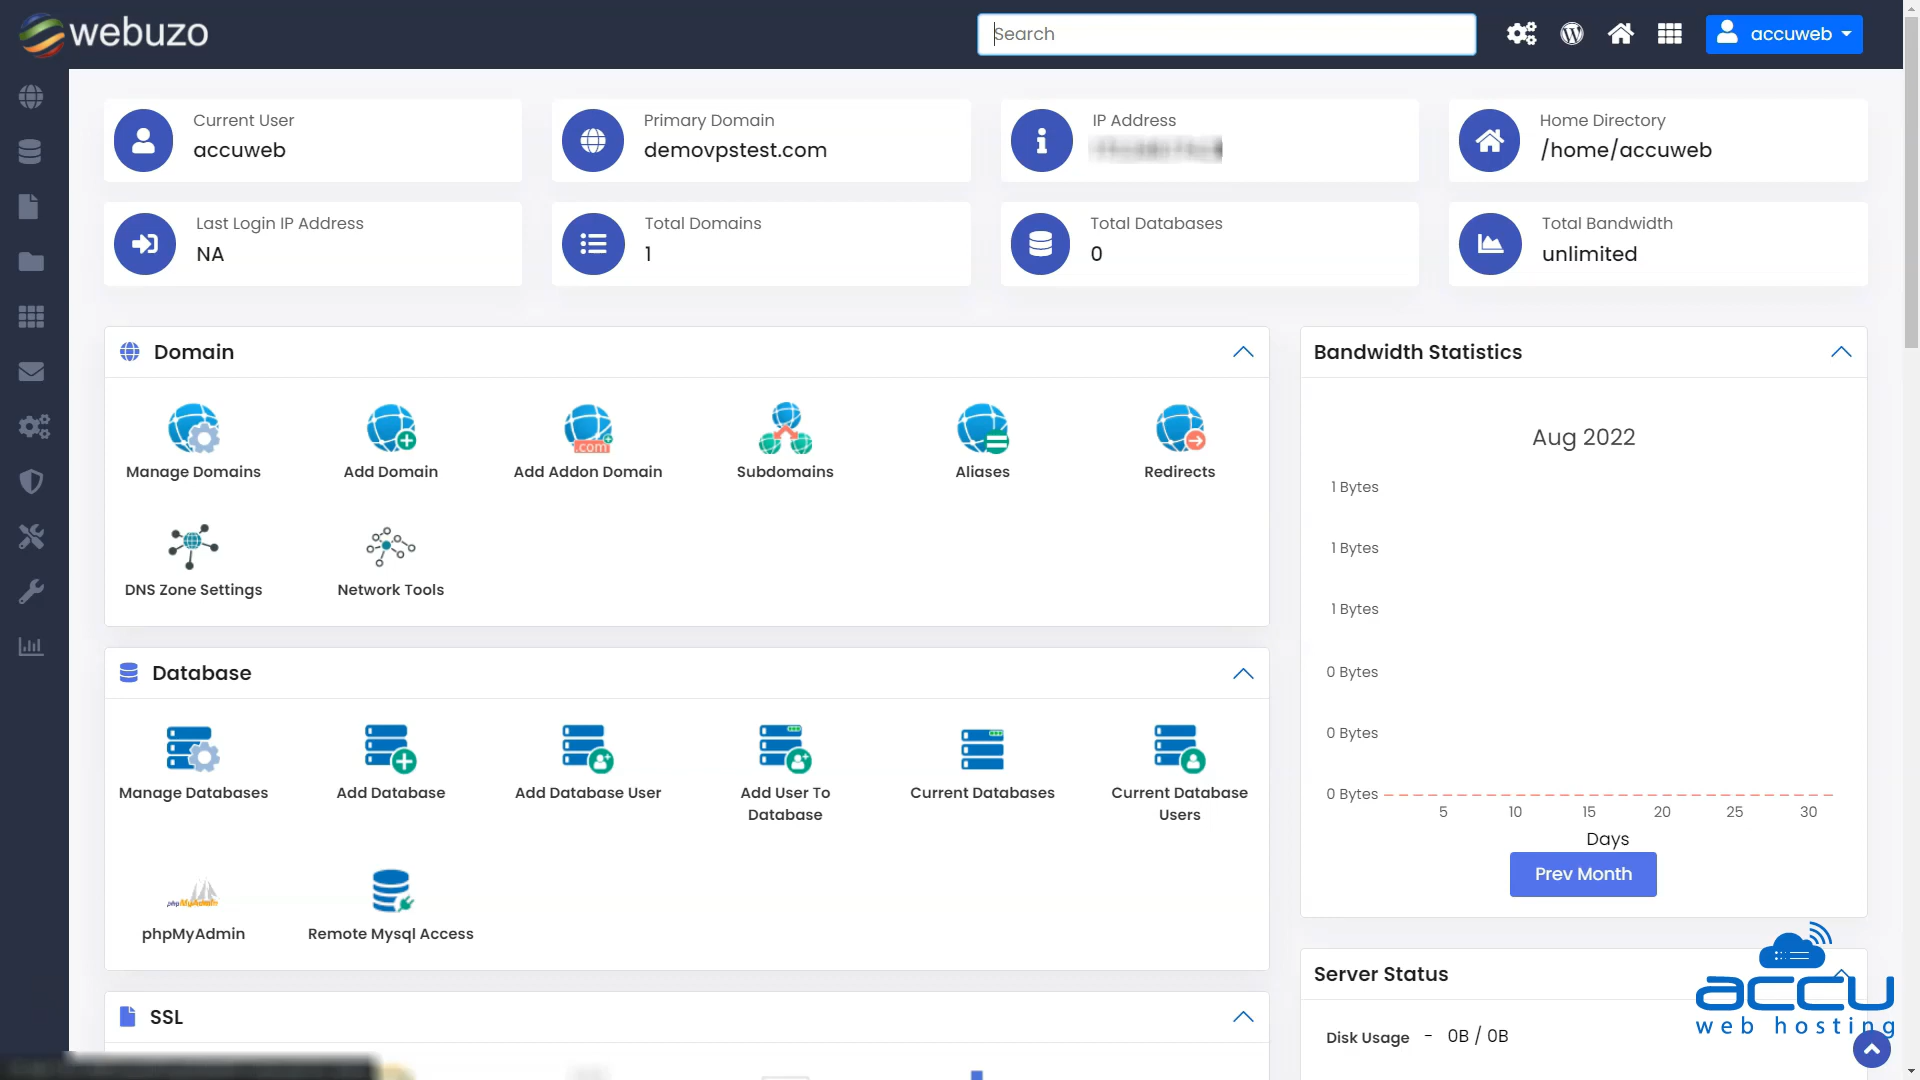 webuzo
Search
accuweb
Current User
accuweb
Primary Domain
demovpstest.com
IP Address
Home Directory
/home/accuweb
Last Login IP Address
NA
Total Domains
1
Total Databases
0
Total Bandwidth
unlimited
Domain
Manage Domains
Add Domain
.com
Add Addon Domain
Subdomains
Aliases
Redirects
DNS Zone Settings
Network Tools
Database
Manage Databases
Add Database
Add Database User
Add User To
Database
Current Databases
Current Database
Users
phpMyAdmin
phpMyAdmin
Remote Mysql Access
SSL
Bandwidth Statistics
Aug 2022
1 Bytes
1 Bytes
1 Bytes
0 Bytes
0 Bytes
0 Bytes
5 10 15 20 25 30
Days
Prev Month
Server Status
Disk Usage - 0B / 0B
accu
web hosting